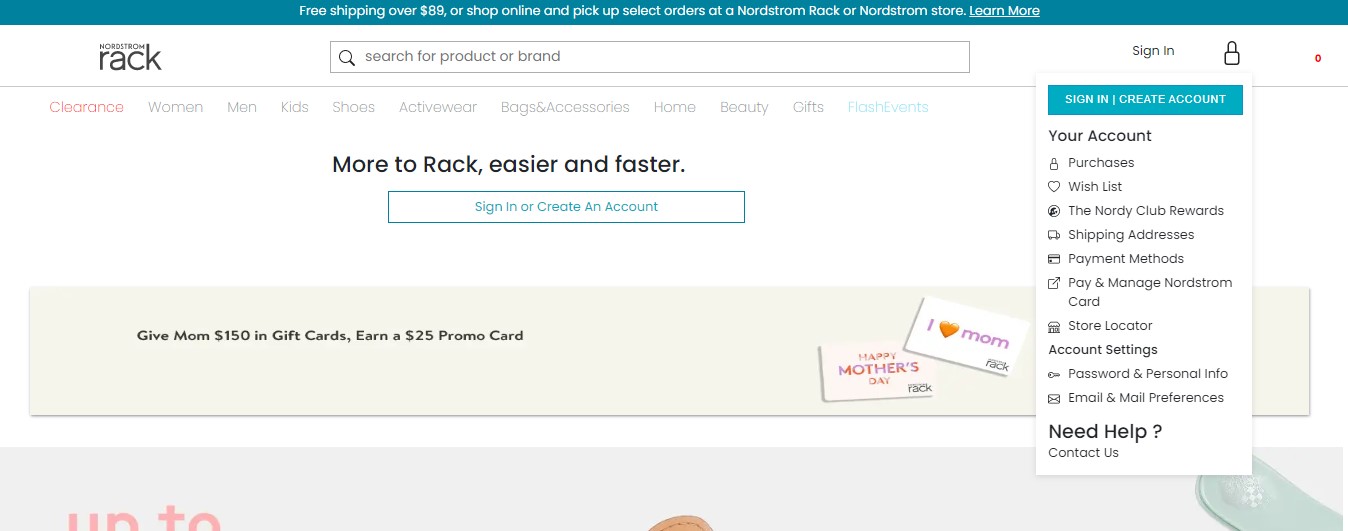 Free shipping over $89, or shop online and pick up select orders at a Nordstrom Rack or Nordstrom store. Learn More
NORDSTROM
rack
search for product or brand
Sign In
0
Clearance Women Men Kids Shoes Activewear Bags&Accessories Home Beauty Gifts FlashEvents
More to Rack, easier and faster.
Sign In or Create An Account
SIGN IN | CREATE ACCOUNT
Your Account
Purchases
Wish List
The Nordy Club Rewards
Shipping Addresses
Payment Methods
Pay & Manage Nordstrom
Card
Store Locator
Account Settings
Password & Personal Info
Email & Mail Preferences
Need Help ?
Contact Us
Give Mom $150 in Gift Cards, Earn a $25 Promo Card
I 🧡 mom
rack
HAPPY
MOTHER'S
DAY
rack
up to